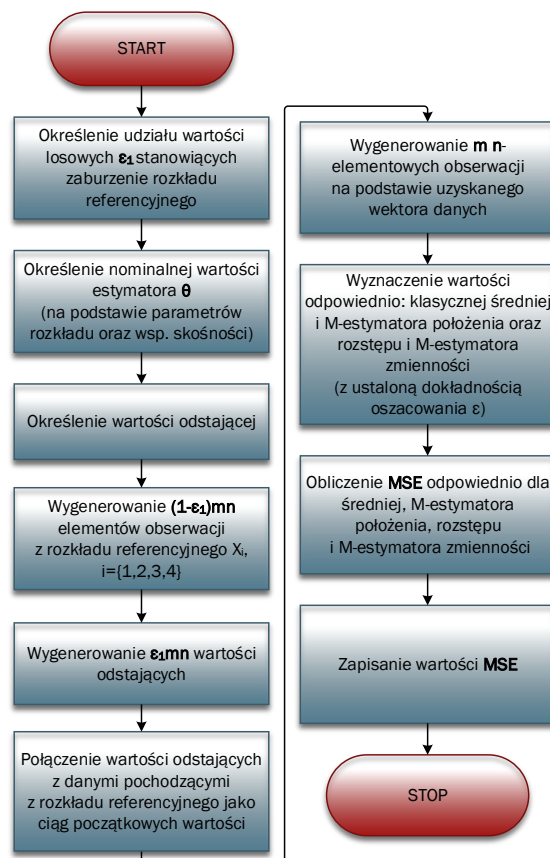 START
Określenie udziału wartości
losowych ε₁ stanowiących
zaburzenie rozkładu
referencyjnego
Określenie nominalnej wartości
estymatora θ
(na podstawie parametrów
rozkładu oraz wsp. skośności)
Określenie wartości odstającej
Wygenerowanie (1-ε₁)mn
elementów obserwacji
z rozkładu referencyjnego Xᵢ,
i={1,2,3,4}
Wygenerowanie ε₁mn wartości
odstających
Połączenie wartości odstających
z danymi pochodzącymi
z rozkładu referencyjnego jako
ciąg początkowych wartości
Wygenerowanie m n-
elementowych obserwacji
na podstawie uzyskanego
wektora danych
Wyznaczenie wartości
odpowiednio: klasycznej średniej
i M-estymatora położenia oraz
rozstępu i M-estymatora
zmienności
(z ustaloną dokładnością
oszacowania ε)
Obliczenie MSE odpowiednio dla
średniej, M-estymatora
położenia, rozstępu
i M-estymatora zmienności
Zapisanie wartości MSE
STOP